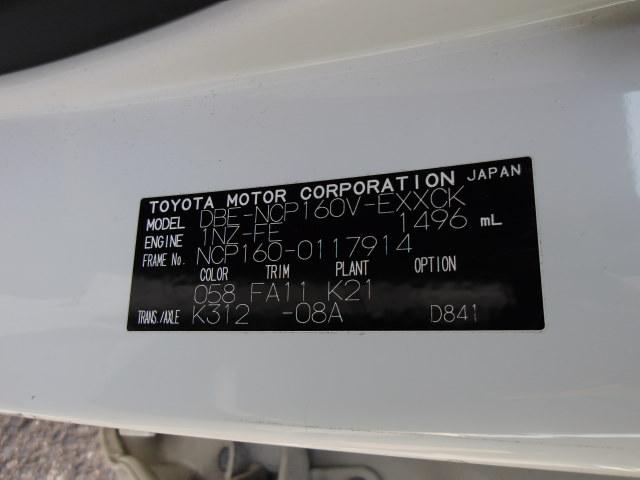 TOYOTA MOTOR CORPORATION JAPAN
MODEL DBE-NCP160V-EXXCK
ENGINE 1NZ-FE 1496 mL
FRAME No. NCP160-0117914
COLOR TRIM PLANT OPTION
058 FA11 K21
TRANS./AXLE K312 -08A D841